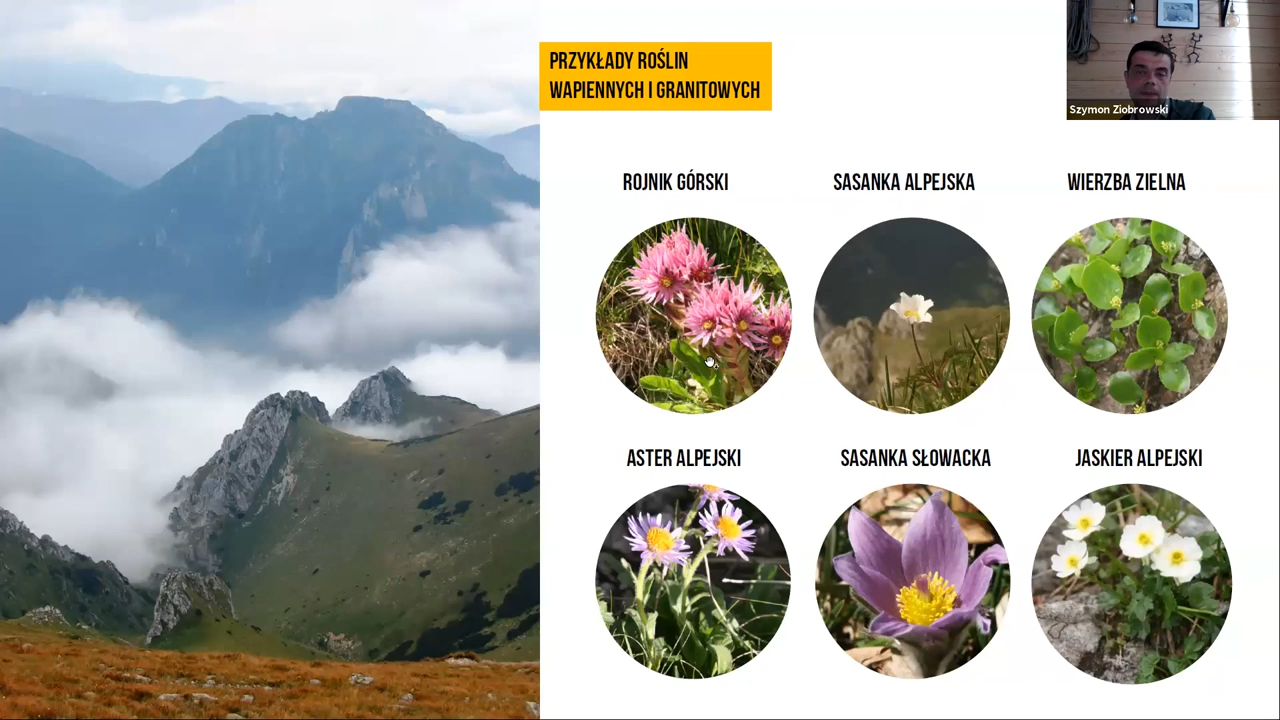 PRZYKŁADY ROŚLIN
WAPIENNYCH I GRANITOWYCH
Szymon Ziobrowski
ROJNIK GÓRSKI
SASANKA ALPEJSKA
WIERZBA ZIELNA
ASTER ALPEJSKI
SASANKA SŁOWACKA
JASKIER ALPEJSKI